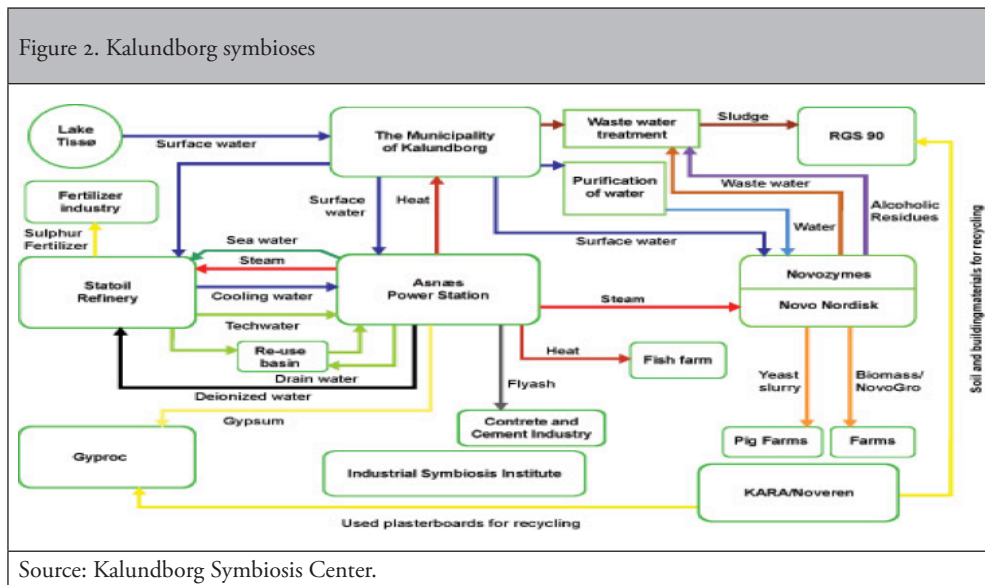 Figure 2. Kalundborg symbioses
Lake
Tissø
Surface water
The Municipality
of Kalundborg
Waste water
treatment
Sludge
RGS 90
Fertilizer
industry
Surface
water
Heat
Purification
of water
Waste water
Alcoholic
Residues
Sulphur
Fertilizer
Sea water
Steam
Surface water
Water
Soil and buildingmaterials for recycling
Statoil
Refinery
Cooling water
Asnæs
Power Station
Steam
Novozymes
Novo Nordisk
Techwater
Re-use
basin
Drain water
Deionized water
Heat
Fish farm
Flyash
Yeast
slurry
Biomass/
NovoGro
Gypsum
Contrete and
Cement Industry
Pig Farms
Farms
Gyproc
Industrial Symbiosis Institute
KARA/Noveren
Used plasterboards for recycling
Source: Kalundborg Symbiosis Center.